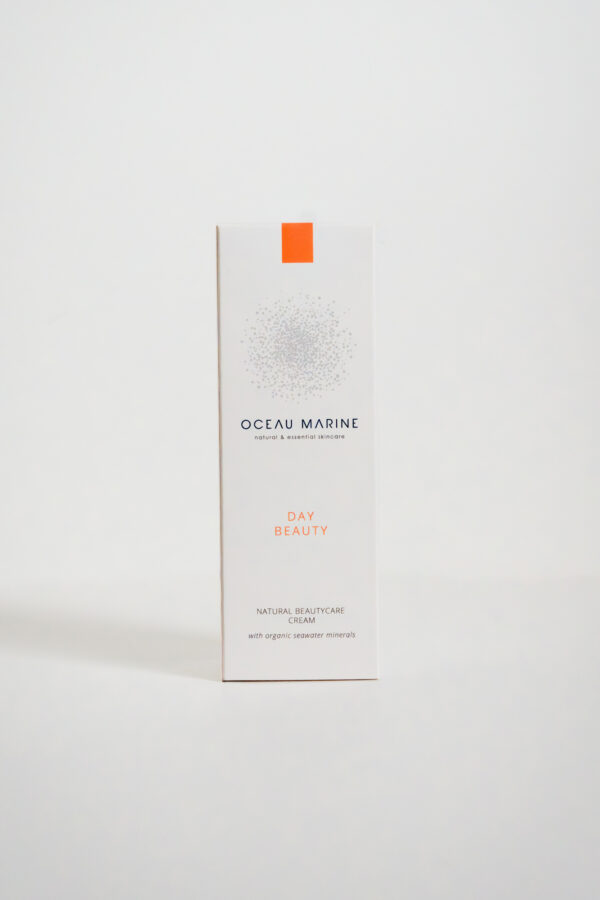 OCEAU MARINE
natural & essential skincare
DAY
BEAUTY
NATURAL BEAUTYCARE
CREAM
with organic seawater minerals